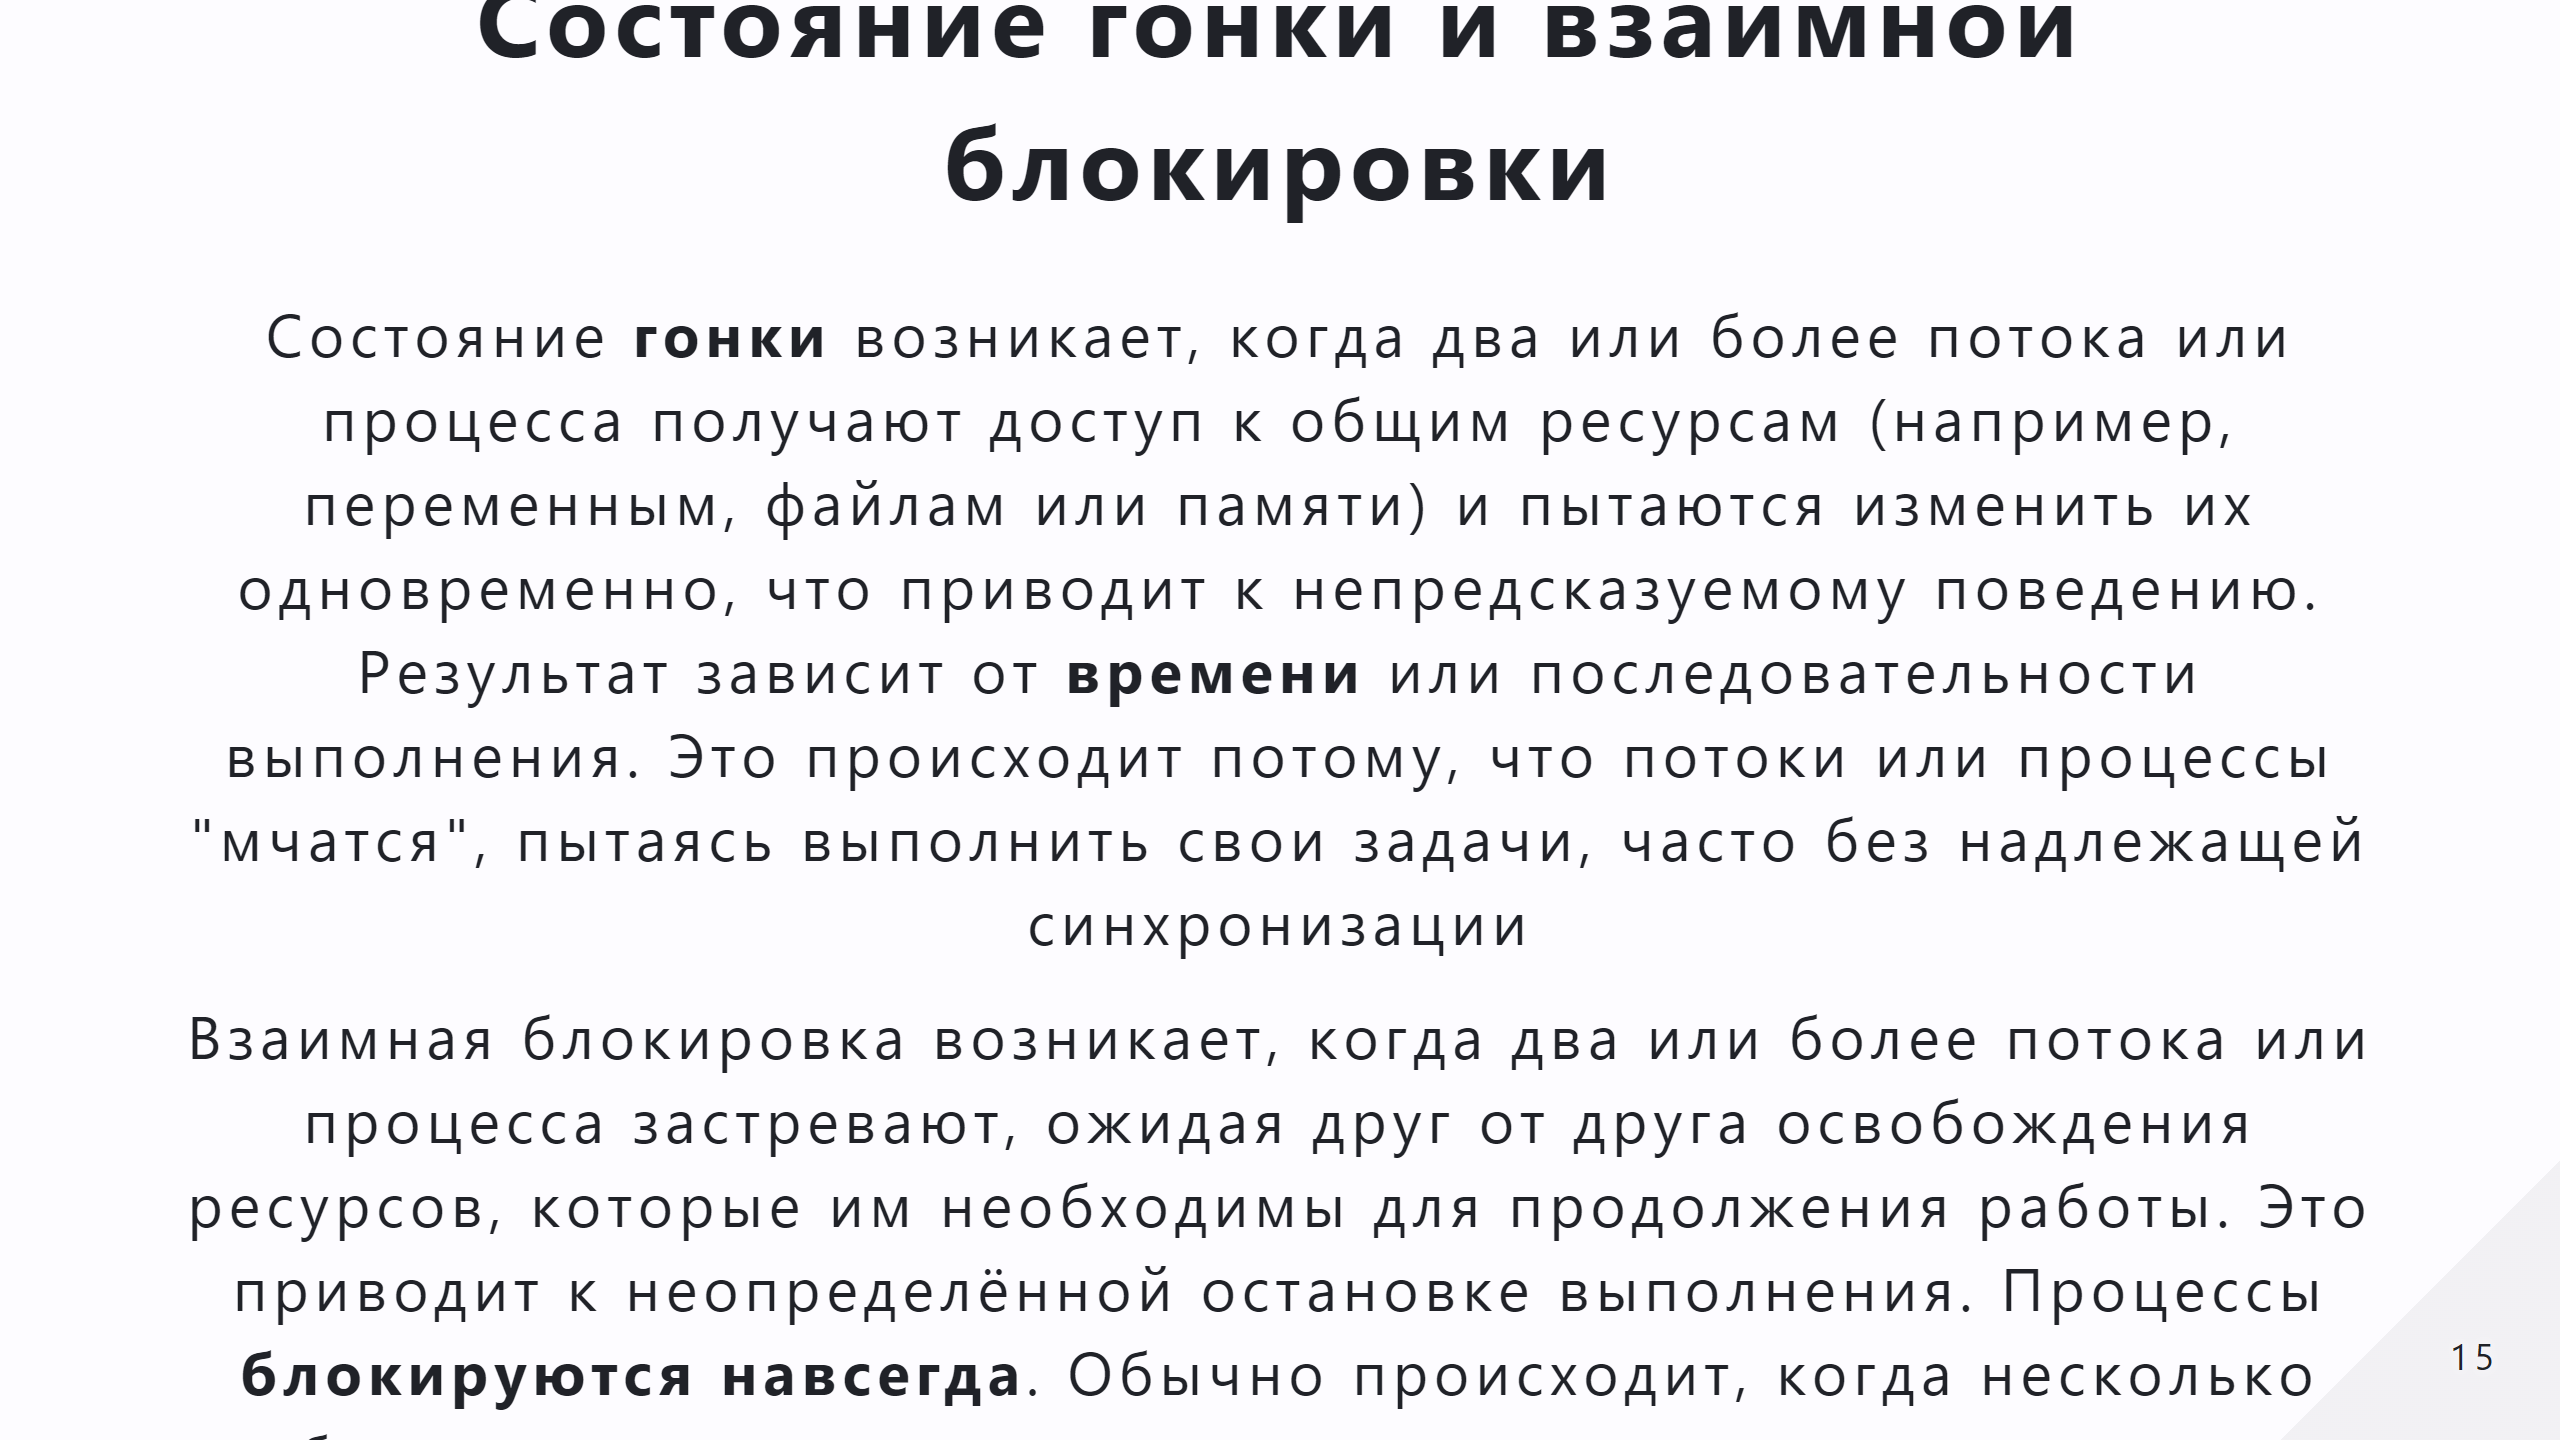 Состояние гонки и взаимной
блокировки
Состояние гонки возникает, когда два или более потока или
процесса получают доступ к общим ресурсам (например,
переменным, файлам или памяти) и пытаются изменить их
одновременно, что приводит к непредсказуемому поведению.
Результат зависит от времени или последовательности
выполнения. Это происходит потому, что потоки или процессы
"мчатся", пытаясь выполнить свои задачи, часто без надлежащей
синхронизации
Взаимная блокировка возникает, когда два или более потока или
процесса застревают, ожидая друг от друга освобождения
ресурсов, которые им необходимы для продолжения работы. Это
приводит к неопределённой остановке выполнения. Процессы
блокируются навсегда. Обычно происходит, когда несколько
15